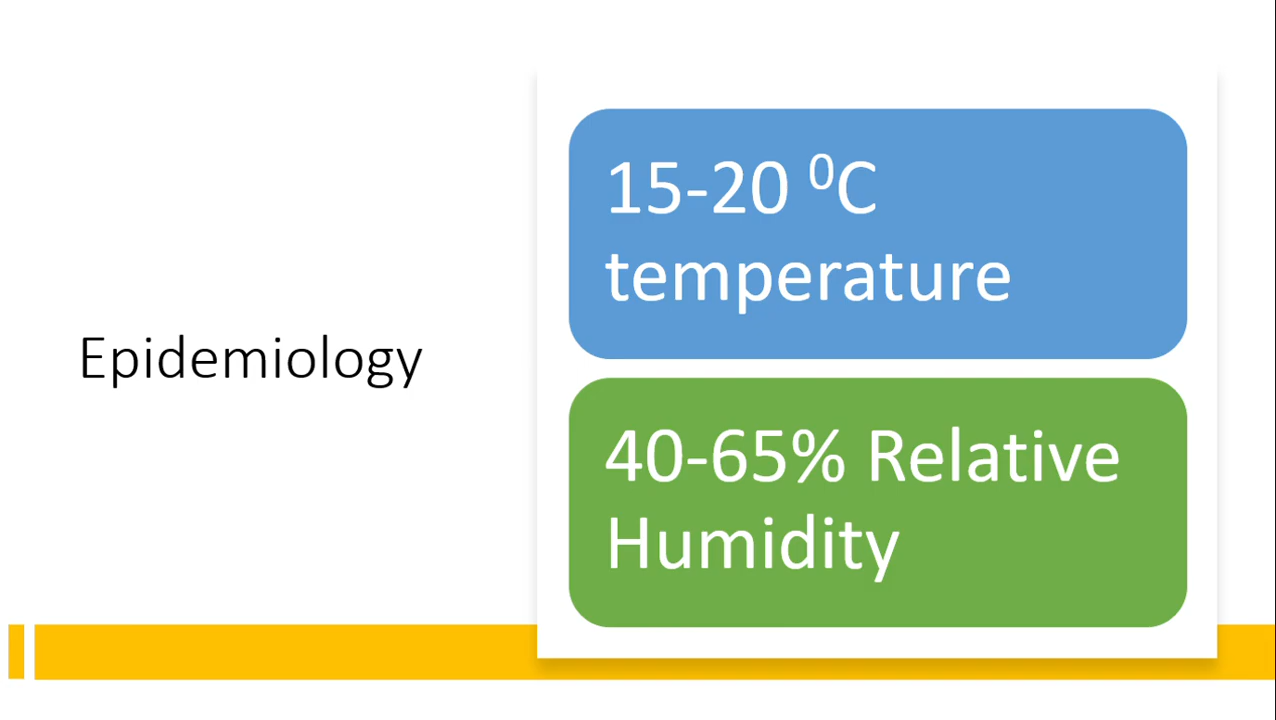 Epidemiology
15-20 ⁰C
temperature
40-65% Relative
Humidity